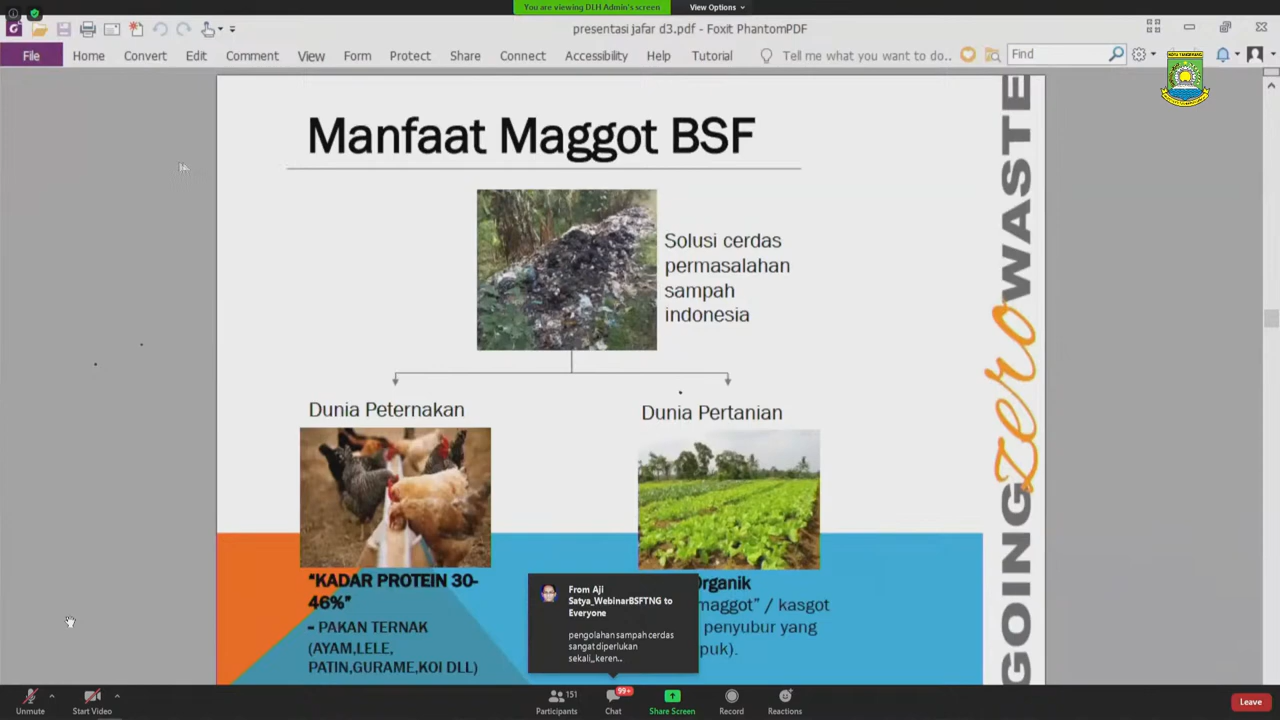 You are viewing DLH Admin's screen
View Options
presentasi jafar d3.pdf - Foxit PhantomPDF
File Home Convert Edit Comment View Form Protect Share Connect Accessibility Help Tutorial Tell me what you want to do.. Find
Manfaat Maggot BSF
Solusi cerdas
permasalahan
sampah
indonesia
Dunia Peternakan
Dunia Pertanian
"KADAR PROTEIN 30-
46%"
- PAKAN TERNAK
(AYAM,LELE,
PATIN,GURAME,KOI DLL)
Organik
maggot" / kasgot
penyubur yang
puk).
From Aji
Satya_WebinarBSFTNG to
Everyone
pengolahan sampah cerdas
sangat diperlukan
sekali,,keren...
GOING zero WASTE
KOTA TANGERANG
Unmute
Start Video
151
Participants
99+
Chat
Share Screen
Record
Reactions
Leave